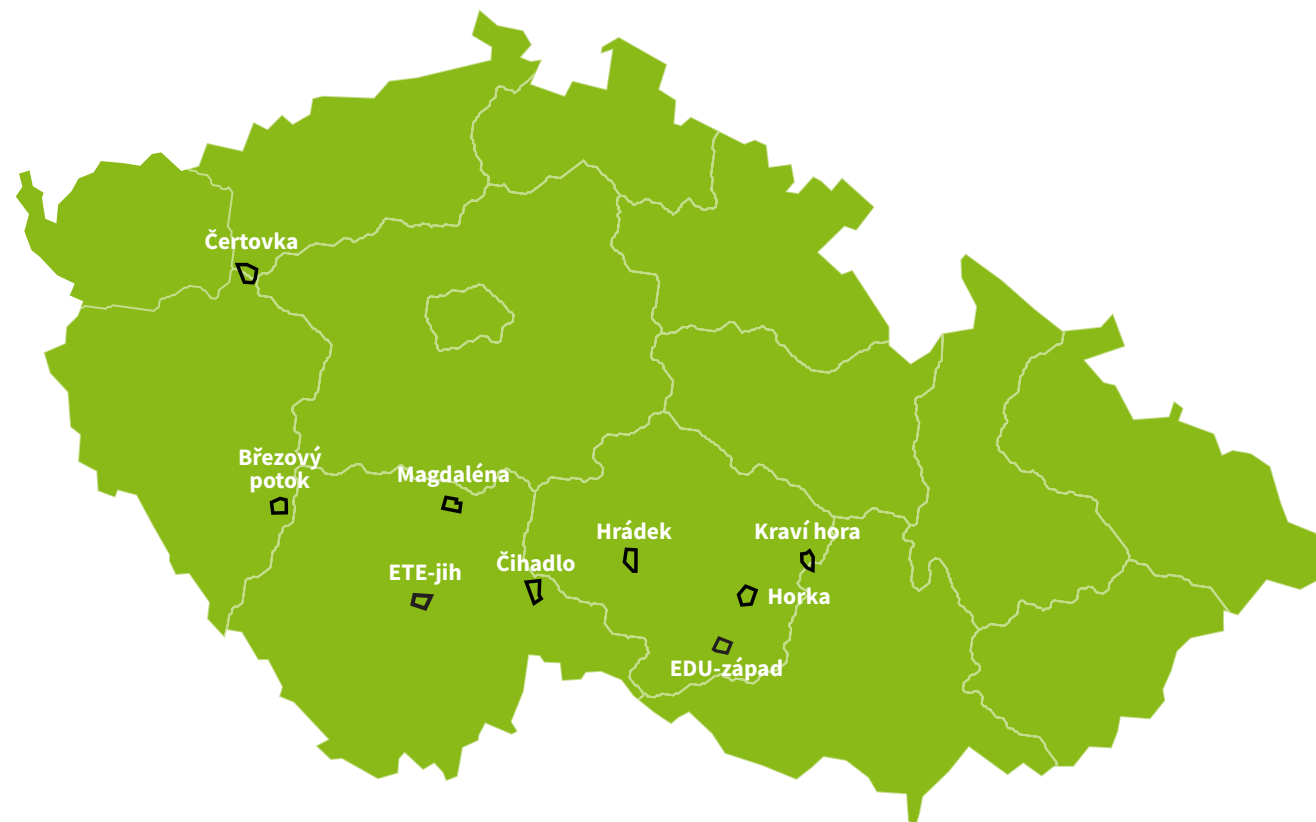 Čertovka
Březový
potok
Magdaléna
Hrádek
Kraví hora
Čihadlo
ETE-jih
Horka
EDU-západ